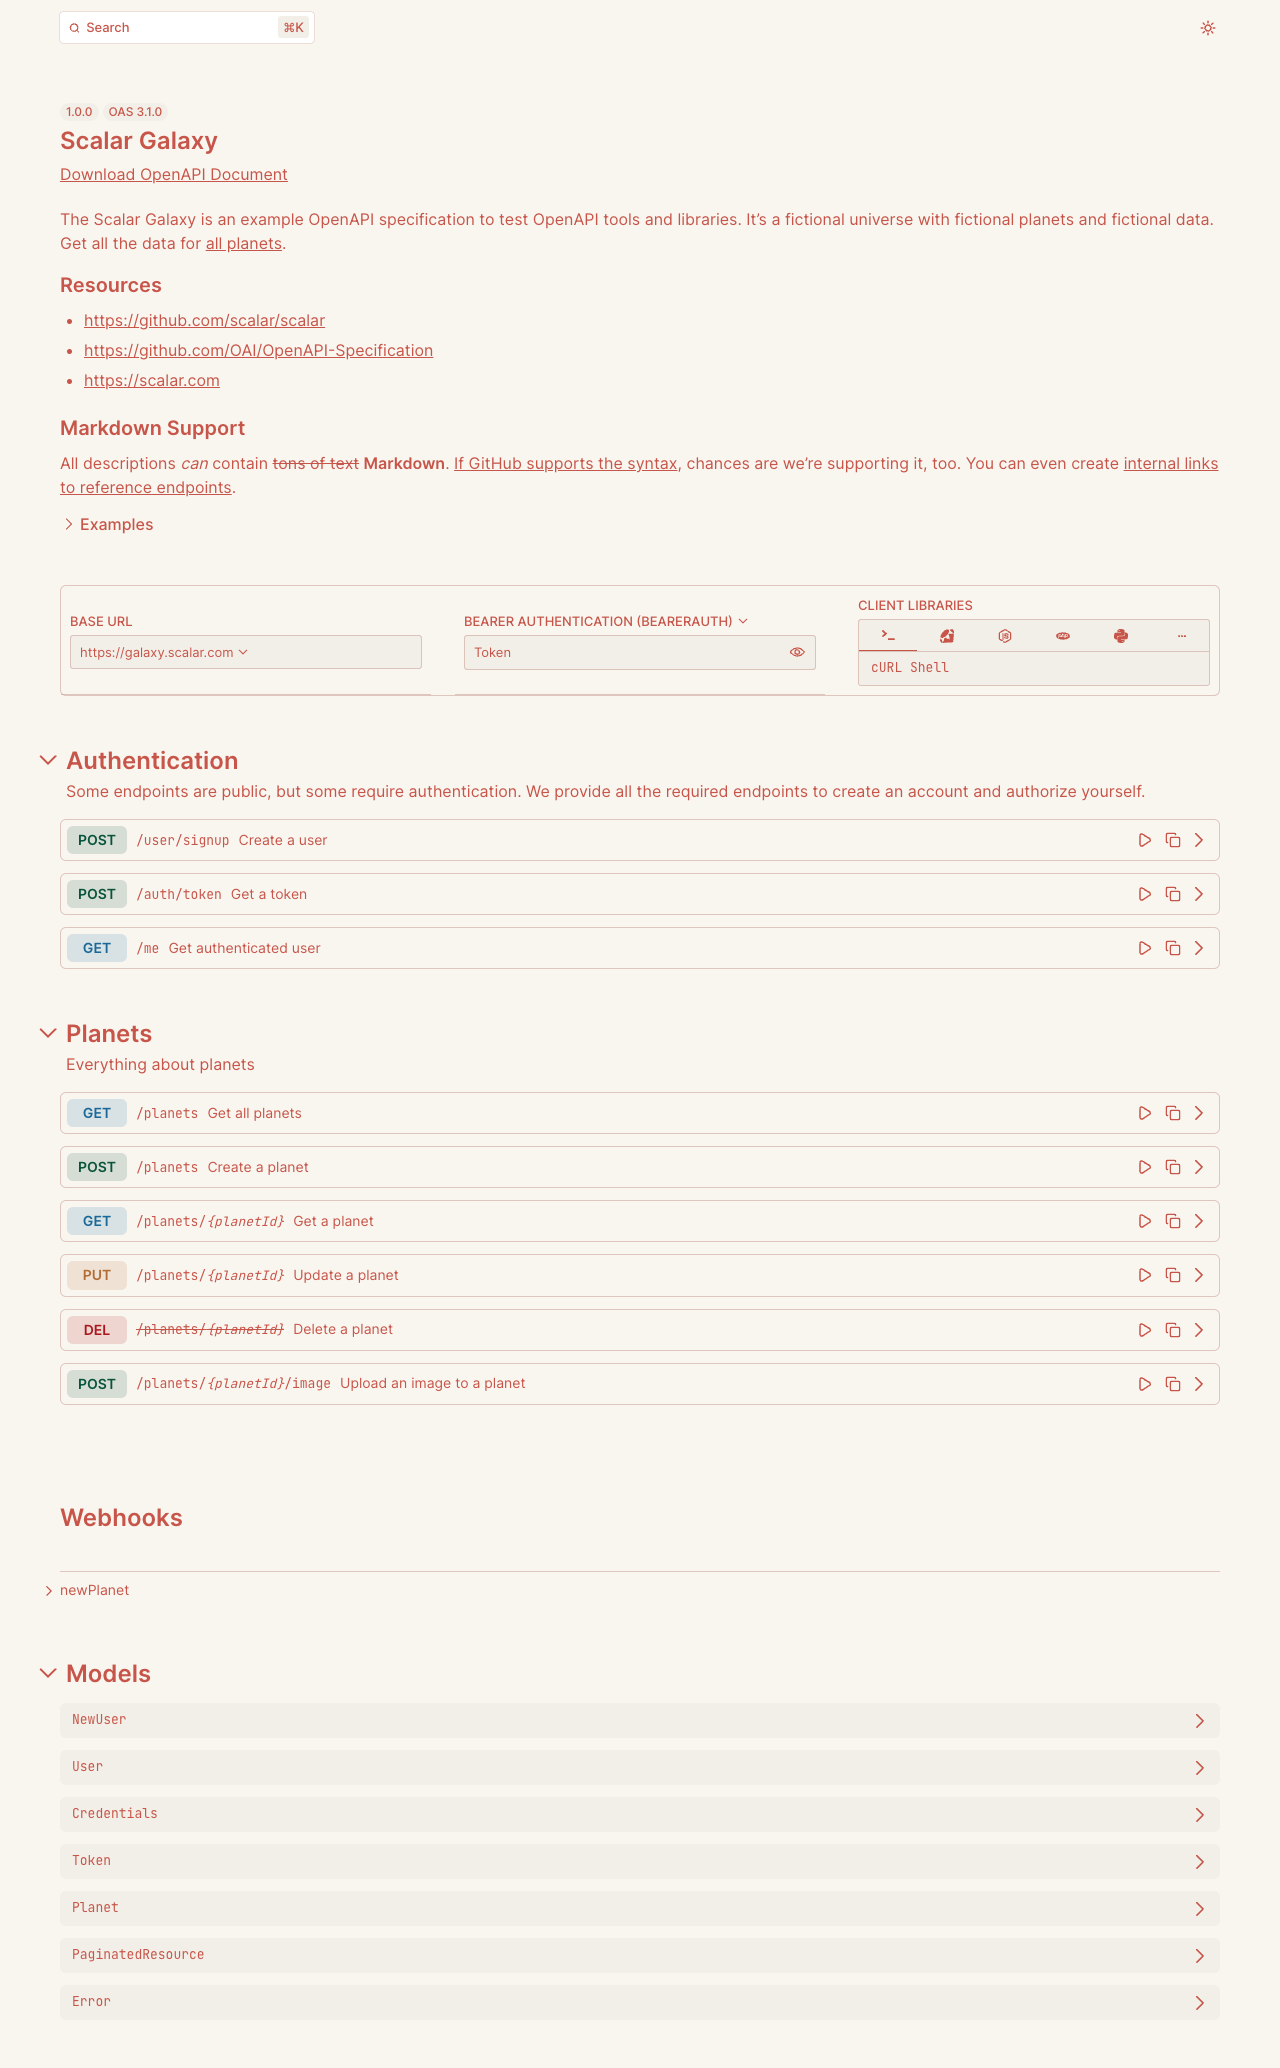 Search ⌘K
1.0.0 OAS 3.1.0
Scalar Galaxy
Download OpenAPI Document
The Scalar Galaxy is an example OpenAPI specification to test OpenAPI tools and libraries. It’s a fictional universe with fictional planets and fictional data.
Get all the data for all planets.
Resources
• https://github.com/scalar/scalar
• https://github.com/OAI/OpenAPI-Specification
• https://scalar.com
Markdown Support
All descriptions can contain tons of text Markdown. If GitHub supports the syntax, chances are we’re supporting it, too. You can even create internal links
to reference endpoints.
Examples
BASE URL
https://galaxy.scalar.com
BEARER AUTHENTICATION (BEARERAUTH)
Token
CLIENT LIBRARIES
cURL Shell
Authentication
Some endpoints are public, but some require authentication. We provide all the required endpoints to create an account and authorize yourself.
POST /user/signup Create a user
POST /auth/token Get a token
GET /me Get authenticated user
Planets
Everything about planets
GET /planets Get all planets
POST /planets Create a planet
GET /planets/{planetId} Get a planet
PUT /planets/{planetId} Update a planet
DEL /planets/{planetId} Delete a planet
POST /planets/{planetId}/image Upload an image to a planet
Webhooks
newPlanet
Models
NewUser
User
Credentials
Token
Planet
PaginatedResource
Error